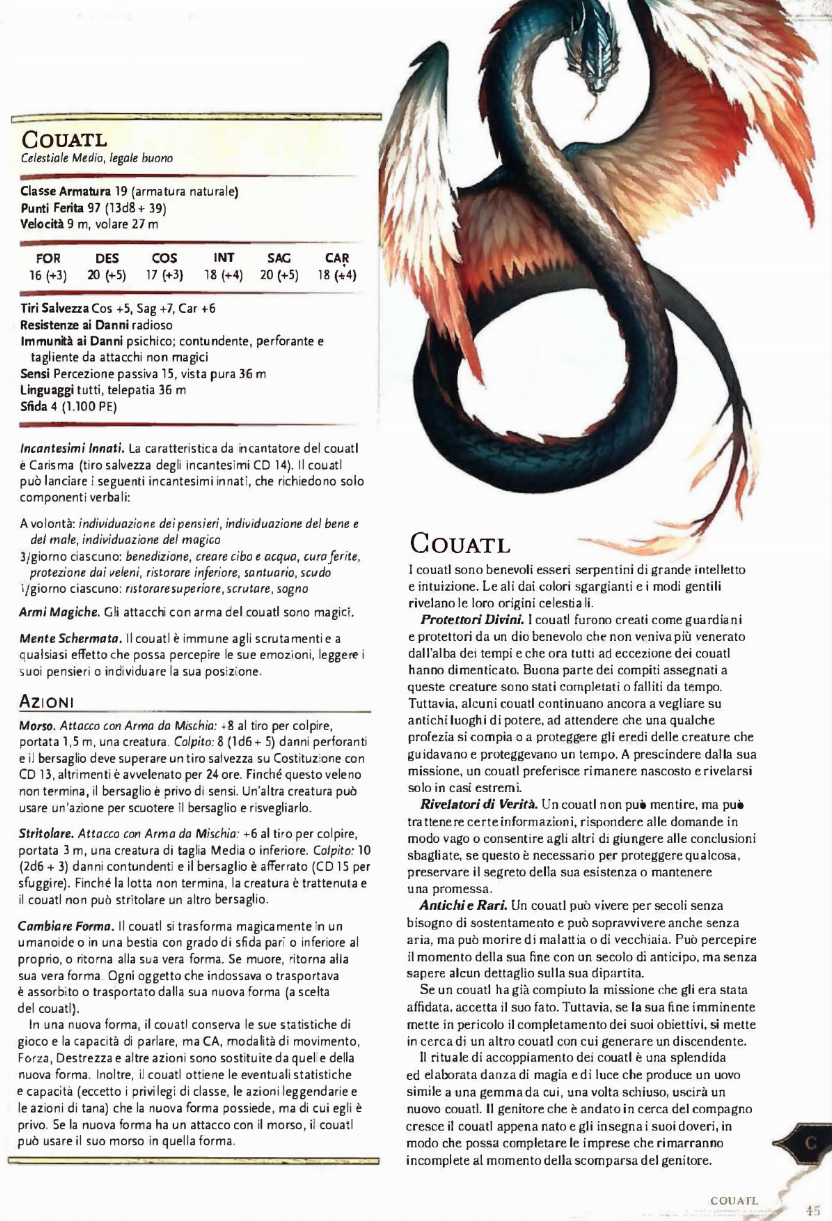 COUATL
Celestiale Medio, legale buono
Classe Armatura 19 (armatura naturale)
Punti Ferita 97 (13d8 + 39)
Velocità 9 m, volare 27 m
FOR DES COS INT SAG CAR
16 (+3) 20 (+5) 17 (+3) 18 (+4) 20 (+5) 18 (+4)
Tiri Salvezza Cos +5, Sag +7, Car +6
Resistenze ai Danni radioso
Immunità ai Danni psichico; contundente, perforante e
tagliente da attacchi non magici
Sensi Percezione passiva 15, vista pura 36 m
Linguaggi tutti, telepatia 36 m
Sfida 4 (1.100 PE)
Incantesimi Innati. La caratteristica da incantatore del couatl
è Carisma (tiro salvezza degli incantesimi CD 14). Il couatl
può lanciare i seguenti incantesimi innati, che richiedono solo
componenti verbali:
A volontà: individuazione dei pensieri, individuazione del bene e
del male, individuazione del magico
3/giorno ciascuno: benedizione, creare cibo e acqua, cura ferite,
protezione dai veleni, ristorare inferiore, santuario, scudo
1/giorno ciascuno: ristorare superiore, scrutare, sogno
Armi Magiche. Gli attacchi con arma del couatl sono magici.
Mente Schermata. Il couatl è immune agli scrutamenti e a
qualsiasi effetto che possa percepire le sue emozioni, leggere i
suoi pensieri o individuare la sua posizione.
AZIONI
Morso. Attacco con Arma da Mischia: +8 al tiro per colpire,
portata 1,5 m, una creatura. Colpito: 8 (1d6 + 5) danni perforanti
e il bersaglio deve superare un tiro salvezza su Costituzione con
CD 13, altrimenti è avvelenato per 24 ore. Finché questo veleno
non termina, il bersaglio è privo di sensi. Un'altra creatura può
usare un'azione per scuotere il bersaglio e risvegliarlo.
Stritolare. Attacco con Arma da Mischia: +6 al tiro per colpire,
portata 3 m, una creatura di taglia Media o inferiore. Colpito: 10
(2d6 + 3) danni contundenti e il bersaglio è afferrato (CD 15 per
sfuggire). Finché la lotta non termina, la creatura è trattenuta e
il couatl non può stritolare un altro bersaglio.
Cambiare Forma. Il couatl si trasforma magicamente in un
umanoide o in una bestia con grado di sfida pari o inferiore al
proprio, o ritorna alla sua vera forma. Se muore, ritorna alla
sua vera forma. Ogni oggetto che indossava o trasportava
è assorbito o trasportato dalla sua nuova forma (a scelta
del couatl).
In una nuova forma, il couatl conserva le sue statistiche di
gioco e la capacità di parlare, ma CA, modalità di movimento,
Forza, Destrezza e altre azioni sono sostituite da quelle della
nuova forma. Inoltre, il couatl ottiene le eventuali statistiche
e capacità (eccetto i privilegi di classe, le azioni leggendarie e
le azioni di tana) che la nuova forma possiede, ma di cui egli è
privo. Se la nuova forma ha un attacco con il morso, il couatl
può usare il suo morso in quella forma.
COUATL
I couatl sono benevoli esseri serpentini di grande intelletto
e intuizione. Le ali dai colori sgargianti e i modi gentili
rivelano le loro origini celestiali.
Protettori Divini. I couatl furono creati come guardiani
e protettori da un dio benevolo che non veniva più venerato
dall'alba dei tempi e che ora tutti ad eccezione dei couatl
hanno dimenticato. Buona parte dei compiti assegnati a
queste creature sono stati completati o falliti da tempo.
Tuttavia, alcuni couatl continuano ancora a vegliare su
antichi luoghi di potere, ad attendere che una qualche
profezia si compia o a proteggere gli eredi delle creature che
guidavano e proteggevano un tempo. A prescindere dalla sua
missione, un couatl preferisce rimanere nascosto e rivelarsi
solo in casi estremi.
Rivelatori di Verità. Un couatl non può mentire, ma può
trattenere certe informazioni, rispondere alle domande in
modo vago o consentire agli altri di giungere alle conclusioni
sbagliate, se questo è necessario per proteggere qualcosa,
preservare il segreto della sua esistenza o mantenere
una promessa.
Antichi e Rari. Un couatl può vivere per secoli senza
bisogno di sostentamento e può sopravvivere anche senza
aria, ma può morire di malattia o di vecchiaia. Può percepire
il momento della sua fine con un secolo di anticipo, ma senza
sapere alcun dettaglio sulla sua dipartita.
Se un couatl ha già compiuto la missione che gli era stata
affidata, accetta il suo fato. Tuttavia, se la sua fine imminente
mette in pericolo il completamento dei suoi obiettivi, si mette
in cerca di un altro couatl con cui generare un discendente.
Il rituale di accoppiamento dei couatl è una splendida
ed elaborata danza di magia e di luce che produce un uovo
simile a una gemma da cui, una volta schiuso, uscirà un
nuovo couatl. Il genitore che è andato in cerca del compagno
cresce il couatl appena nato e gli insegna i suoi doveri, in
modo che possa completare le imprese che rimarranno
incomplete al momento della scomparsa del genitore.
C
COUATL
45